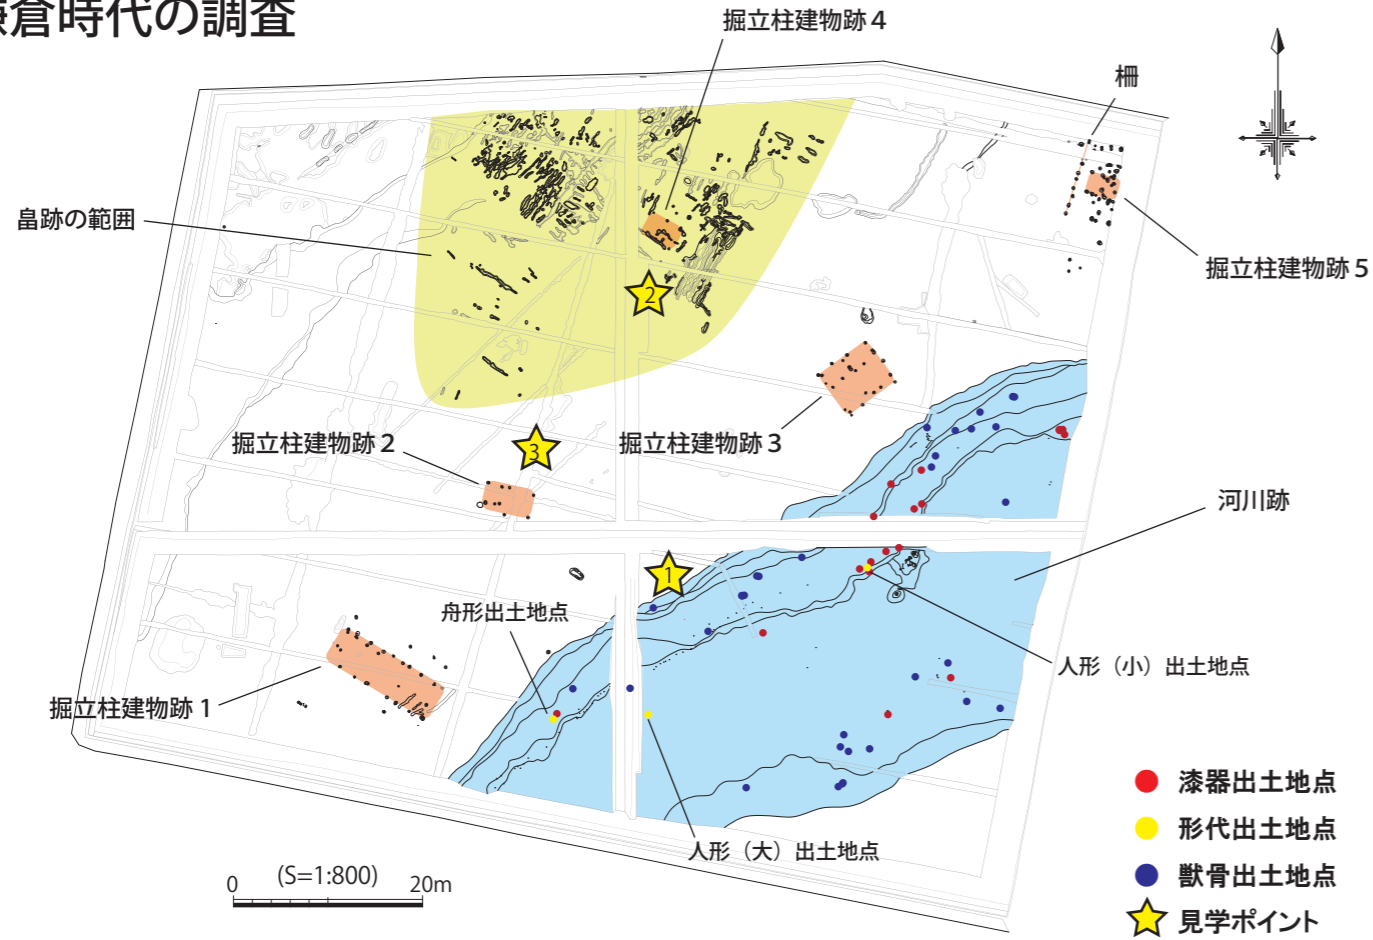 鎌倉時代の調査
掘立柱建物跡4
柵
畠跡の範囲
掘立柱建物跡5
2
掘立柱建物跡2
3
掘立柱建物跡3
河川跡
1
舟形出土地点
人形（小）出土地点
掘立柱建物跡1
人形（大）出土地点
漆器出土地点
形代出土地点
獣骨出土地点
見学ポイント
0 (S=1:800) 20m